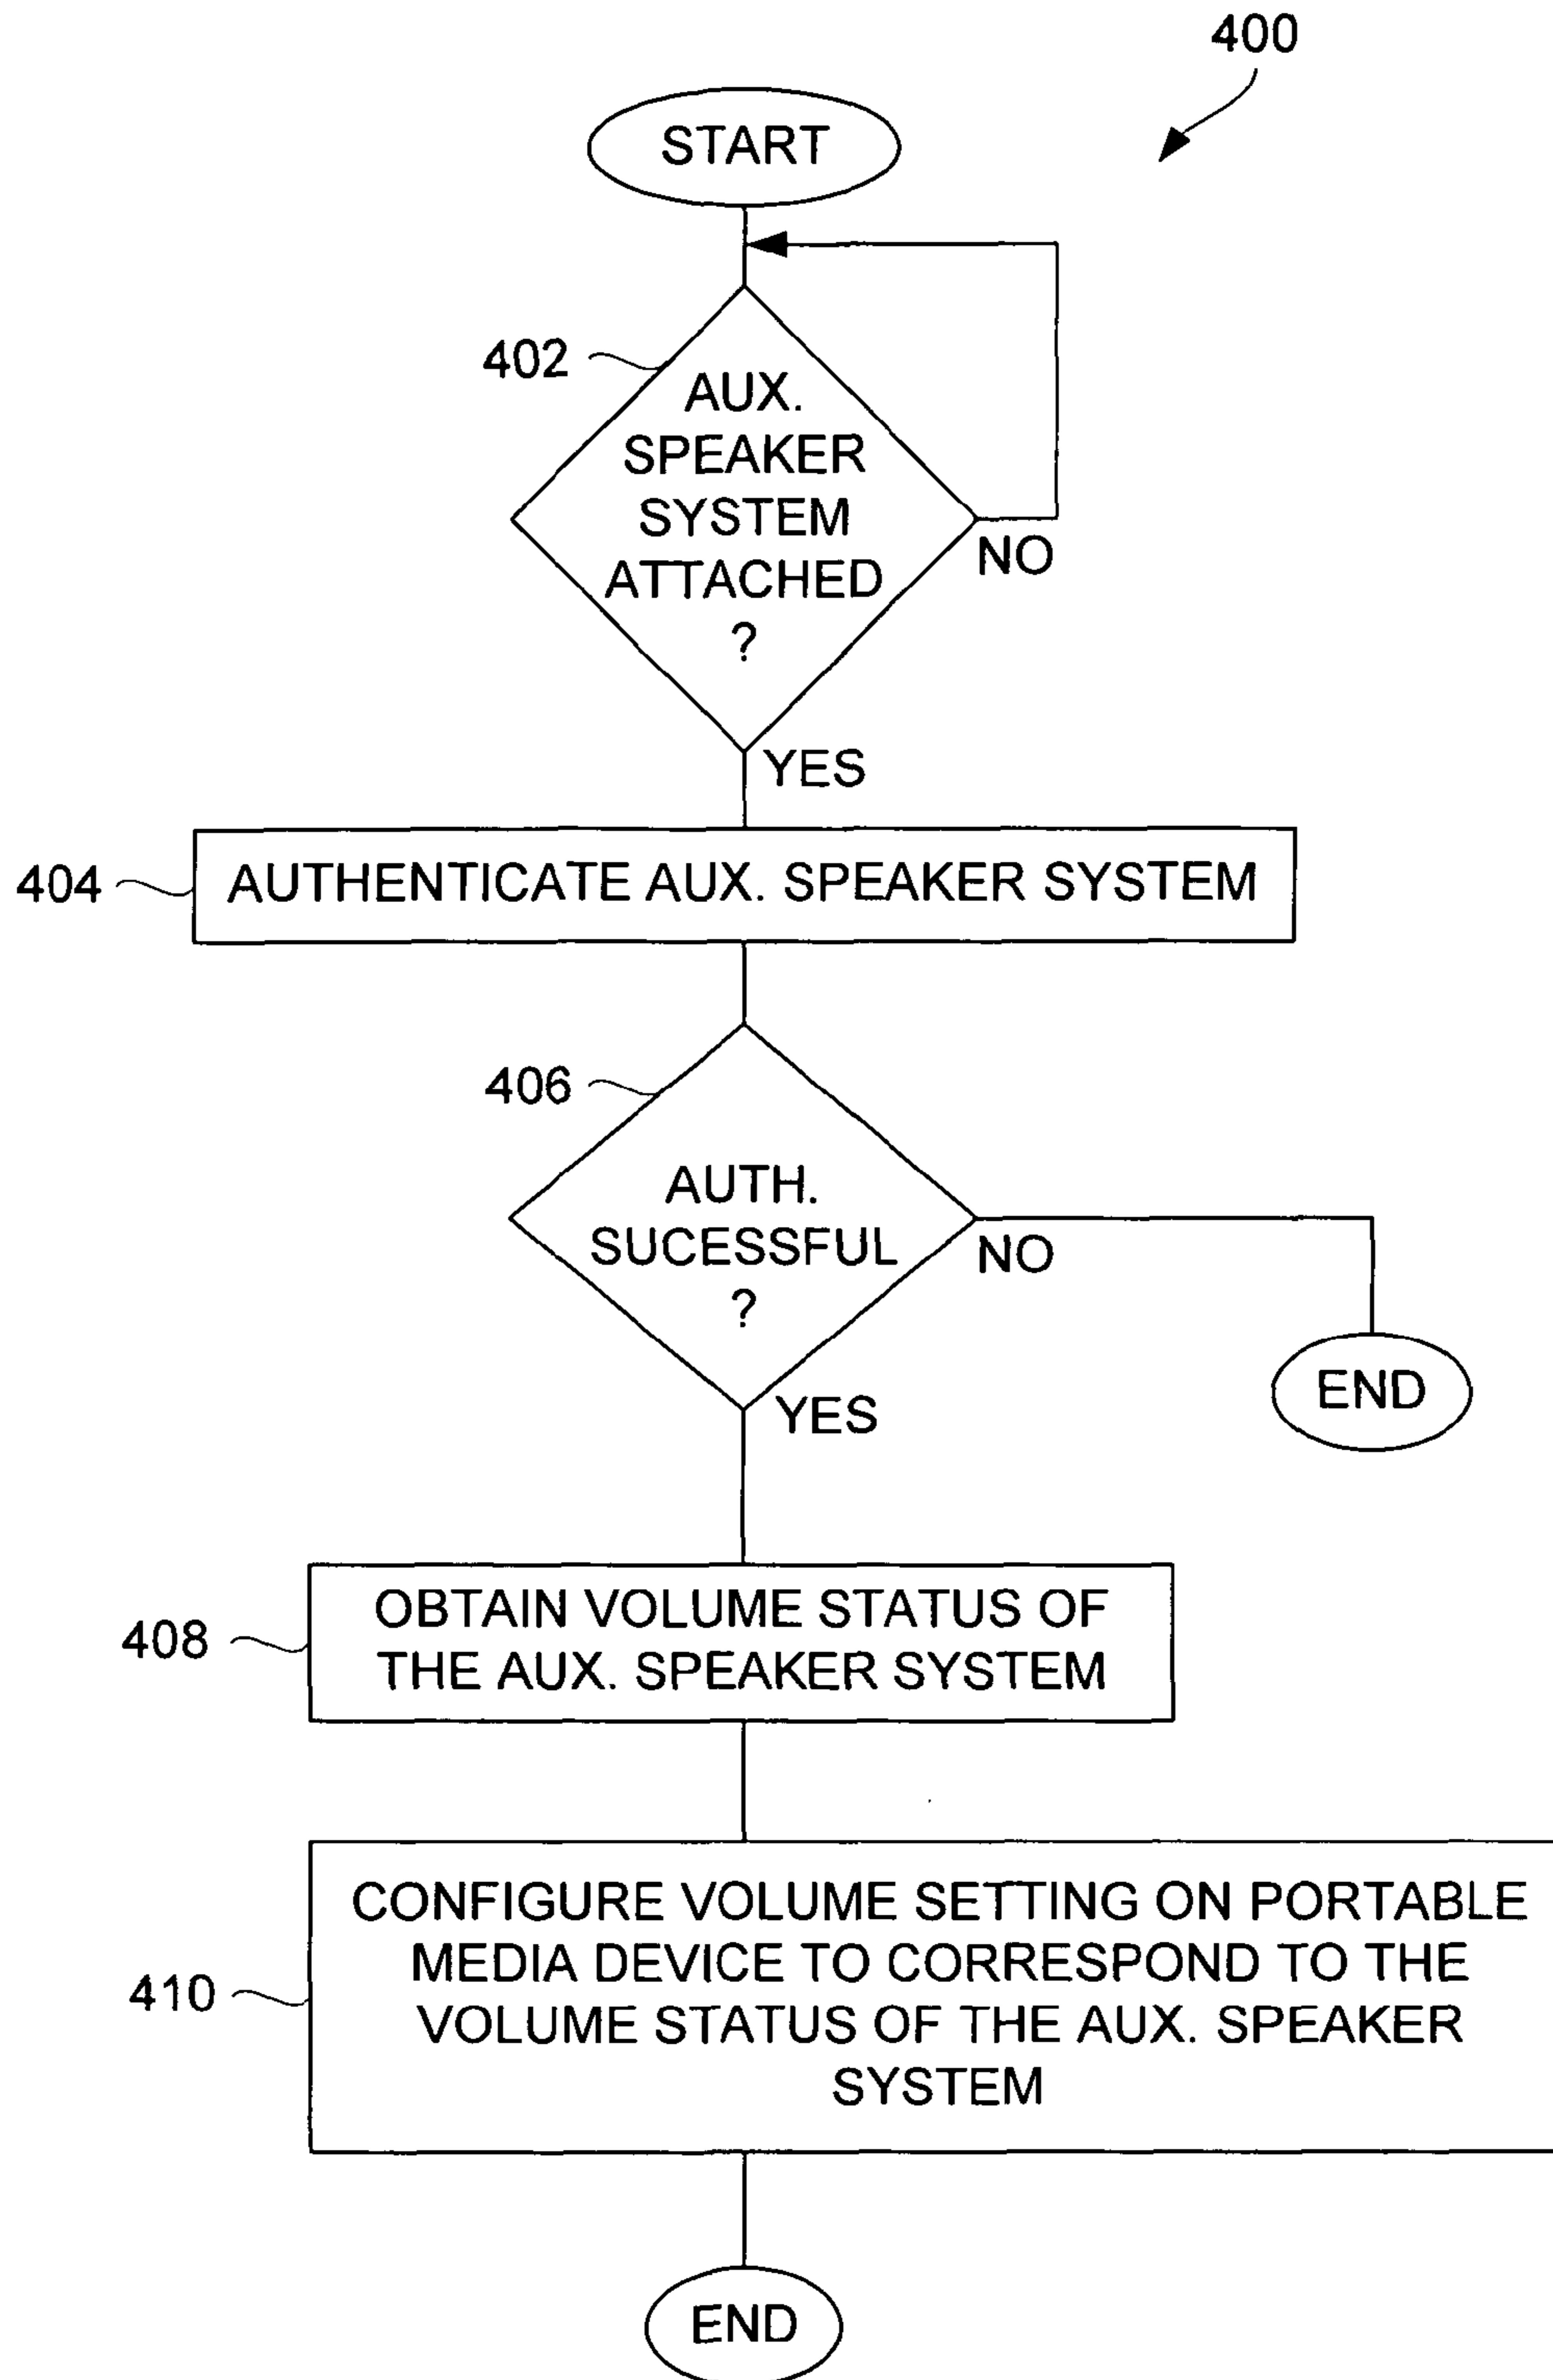 400
START
402
AUX.
SPEAKER
SYSTEM
ATTACHED
?
NO
YES
404
AUTHENTICATE AUX. SPEAKER SYSTEM
406
AUTH.
SUCESSFUL
?
NO
END
YES
408
OBTAIN VOLUME STATUS OF
THE AUX. SPEAKER SYSTEM
410
CONFIGURE VOLUME SETTING ON PORTABLE
MEDIA DEVICE TO CORRESPOND TO THE
VOLUME STATUS OF THE AUX. SPEAKER
SYSTEM
END